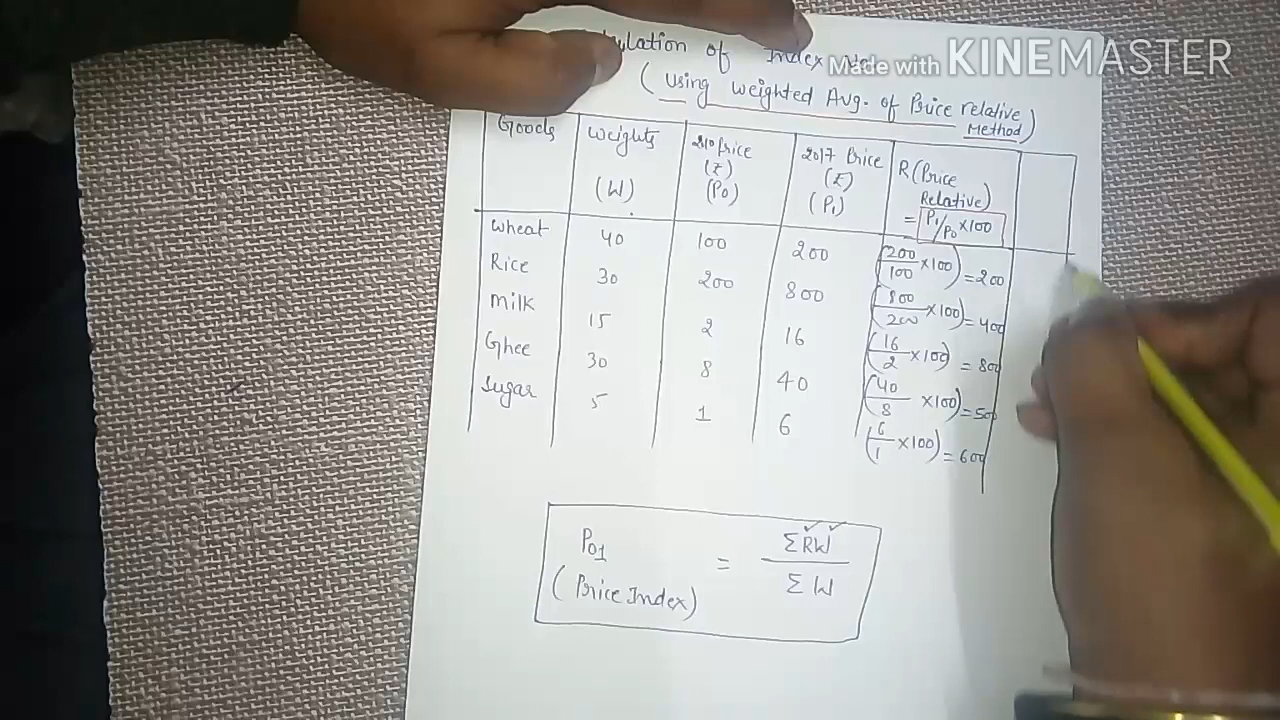 ulation of Index
Made with KINEMASTER
(Using weighted Avg. of Price relative
Method)
Goods
Weights
(W)
2010 Price
(₹)
(P0)
2017 Price
(₹)
(P1)
R (Price
Relative)
= P1/P0 × 100
Wheat 40 100 200 (200/100 × 100) = 200
Rice 30 200 800 (800/200 × 100) = 400
Milk 15 2 16 (16/2 × 100) = 800
Ghee 30 8 40 (40/8 × 100) = 500
Sugar 5 1 6 (6/1 × 100) = 600
P01 = ΣRW
(Price Index) ΣW